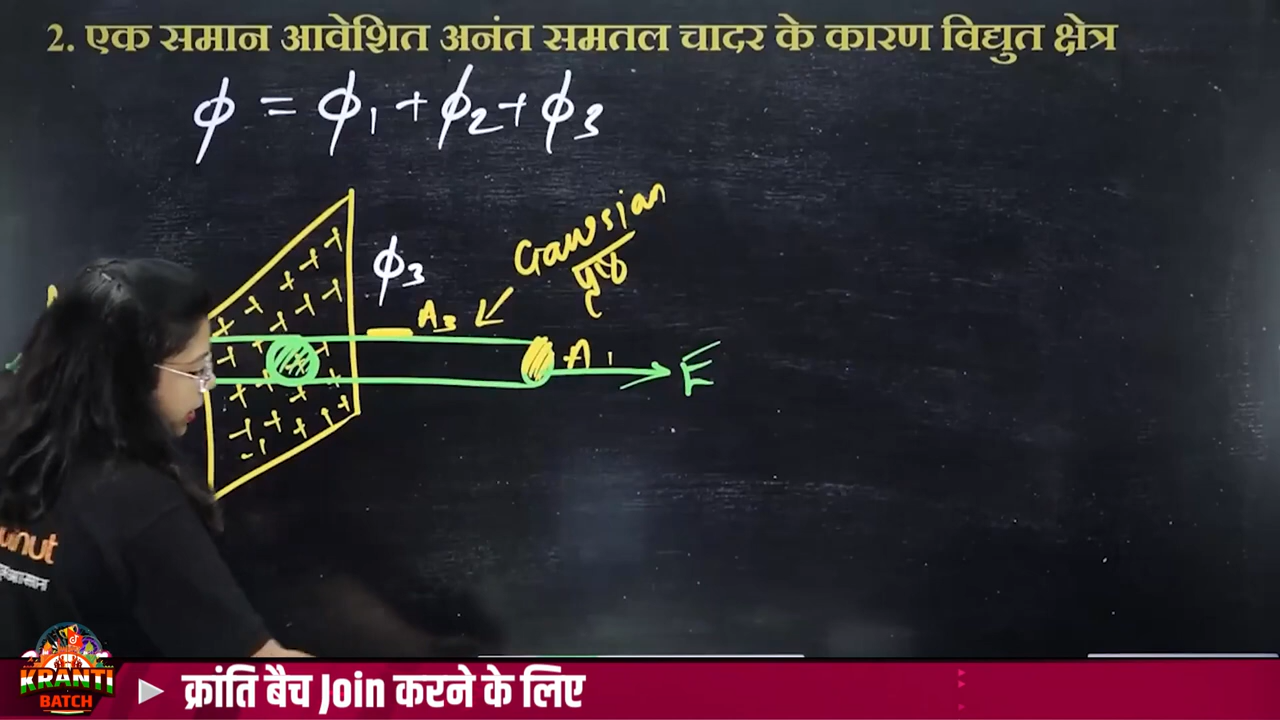 2. एक समान आवेशित अनंत समतल चादर के कारण विद्युत क्षेत्र
ϕ = ϕ₁ + ϕ₂ + ϕ₃
Gaussian
पृष्ठ
ϕ₃
A₃
A₁
E
KRANTI
BATCH
क्रांति बैच Join करने के लिए